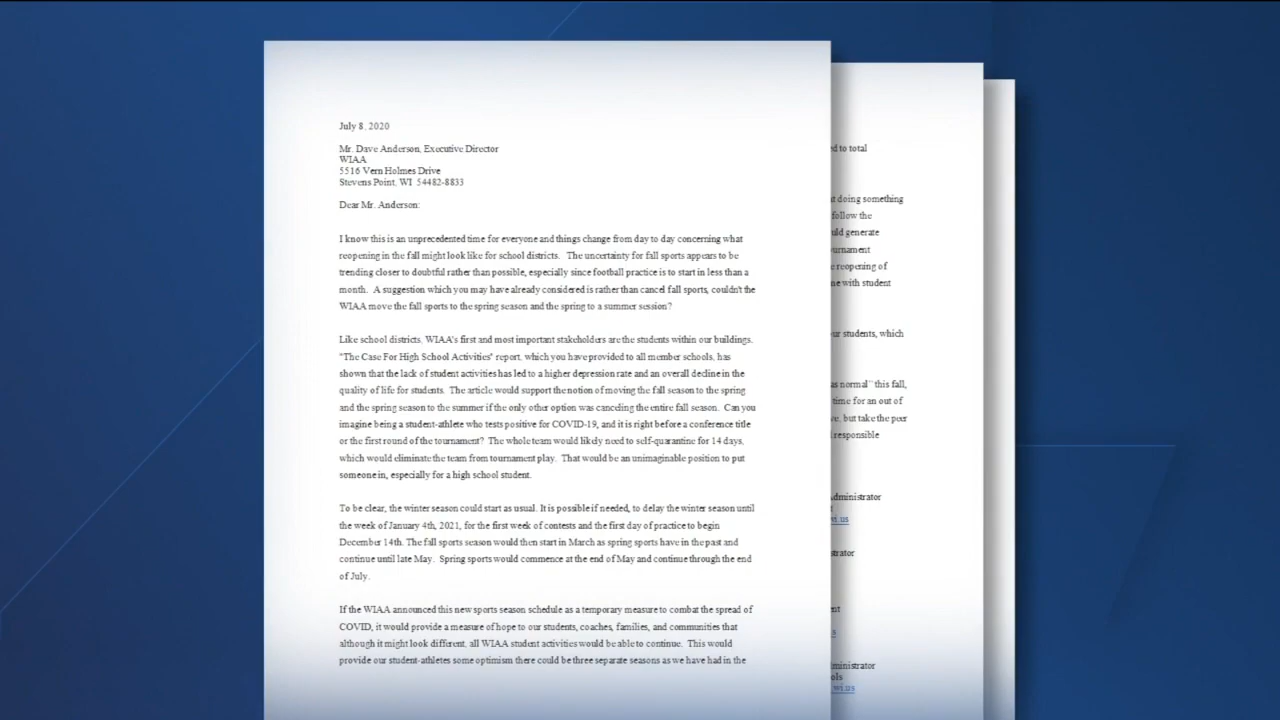 July 8, 2020
Mr. Dave Anderson, Executive Director
WIAA
5516 Vern Holmes Drive
Stevens Point, WI 54482-8833
Dear Mr. Anderson:
I know this is an unprecedented time for everyone and things change from day to day concerning what
reopening in the fall might look like for school districts. The uncertainty for fall sports appears to be
trending closer to doubtful rather than possible, especially since football practice is to start in less than a
month. A suggestion which you may have already considered is rather than cancel fall sports, couldn't the
WIAA move the fall sports to the spring season and the spring to a summer session?
Like school districts, WIAA's first and most important stakeholders are the students within our buildings.
"The Case For High School Activities" report, which you have provided to all member schools, has
shown that the lack of student activities has led to a higher depression rate and an overall decline in the
quality of life for students. The article would support the notion of moving the fall season to the spring
and the spring season to the summer if the only other option was canceling the entire fall season. Can you
imagine being a student-athlete who tests positive for COVID-19, and it is right before a conference title
or the first round of the tournament? The whole team would likely need to self-quarantine for 14 days,
which would eliminate the team from tournament play. That would be an unimaginable position to put
someone in, especially for a high school student.
To be clear, the winter season could start as usual. It is possible if needed, to delay the winter season until
the week of January 4th, 2021, for the first week of contests and the first day of practice to begin
December 14th. The fall sports season would then start in March as spring sports have in the past and
continue until late May. Spring sports would commence at the end of May and continue through the end
of July.
If the WIAA announced this new sports season schedule as a temporary measure to combat the spread of
COVID, it would provide a measure of hope to our students, coaches, families, and communities that
although it might look different, all WIAA student activities would be able to continue. This would
provide our student-athletes some optimism there could be three separate seasons as we have had in the
ed to total
doing something
follow the
uld generate
urnament
reopening of
ne with student
ur students, which
as normal" this fall,
time for an out of
ve, but take the peer
responsible
dministrator
wi.us
strator
ent
s
dministrator
ols
wi.us